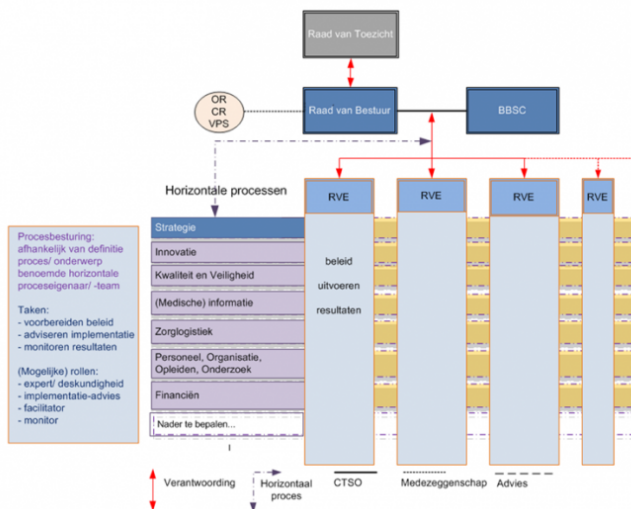 Raad van Toezicht
OR
CR
VPS
Raad van Bestuur
BBSC
Horizontale processen
RVE
RVE
RVE
RVE
Procesbesturing:
afhankelijk van definitie
proces/ onderwerp
benoemde horizontale
proceseigenaar/ -team
Taken:
- voorbereiden beleid
- adviseren implementatie
- monitoren resultaten
(Mogelijke) rollen:
- expert/ deskundigheid
- implementatie-advies
- facilitator
- monitor
Strategie
Innovatie
Kwaliteit en Veiligheid
(Medische) informatie
Zorglogistiek
Personeel, Organisatie,
Opleiden, Onderzoek
Financiën
Nader te bepalen...
beleid
uitvoeren
resultaten
Verantwoording
Horizontaal
proces
CTSO
Medezeggenschap
Advies